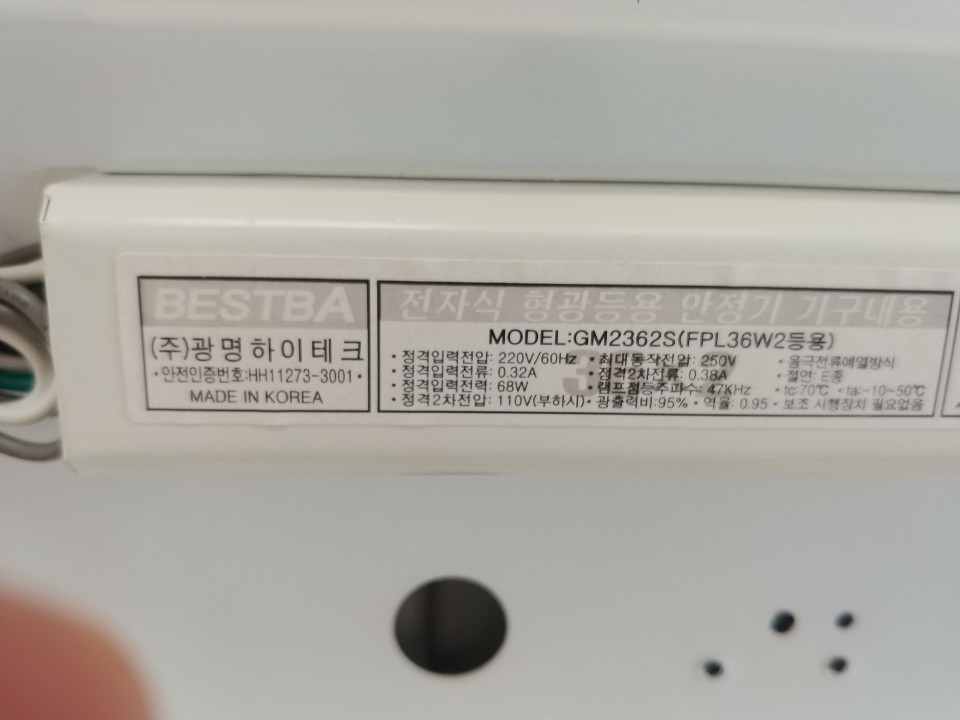 BESTBA
(주)광명하이테크
·안전인증번호:HH11273-3001·
MADE IN KOREA
전자식 형광등용 안정기 기구내용
MODEL:GM2362S(FPL36W2등용)
·정격입력전압: 220V/60Hz ·최대동작전압: 250V ·음극전류예열방식
·정격입력전류: 0.32A ·정격2차전류: 0.38A ·절연: E종
·정격입력전력: 68W ·램프점등주파수: 47KHz ·tc:70℃ ·ta:-10~50℃
·정격2차전압: 110V(부하시)·광출력비:95% ·역율: 0.95 ·보조 시행장치 필요없음